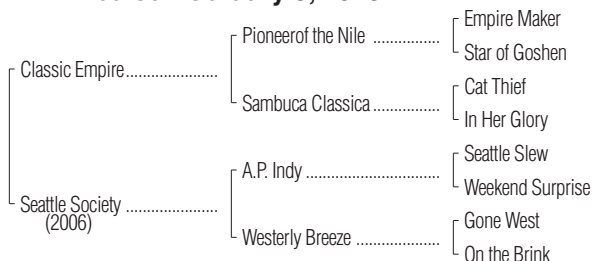 Classic Empire......................
Pioneerof the Nile ................
Empire Maker
Star of Goshen
Sambuca Classica................
Cat Thief
In Her Glory
Seattle Society ......................
(2006)
A.P. Indy ................................
Seattle Slew
Weekend Surprise
Westerly Breeze ....................
Gone West
On the Brink